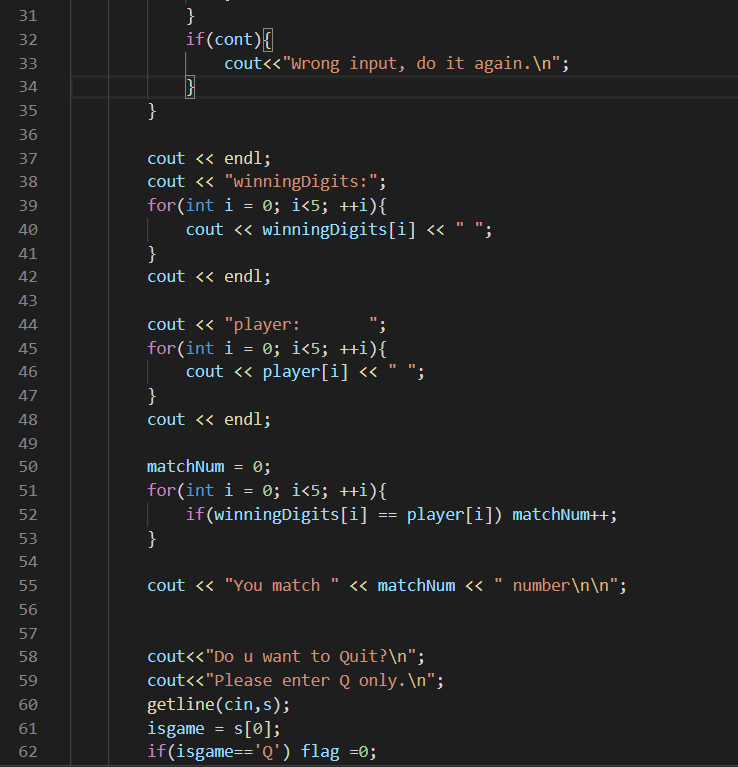 31 }
32 if(cont){
33 cout<<"Wrong input, do it again.\n";
34 }
35 }
36
37 cout << endl;
38 cout << "winningDigits:";
39 for(int i = 0; i<5; ++i){
40 cout << winningDigits[i] << " ";
41 }
42 cout << endl;
43
44 cout << "player:       ";
45 for(int i = 0; i<5; ++i){
46 cout << player[i] << " ";
47 }
48 cout << endl;
49
50 matchNum = 0;
51 for(int i = 0; i<5; ++i){
52 if(winningDigits[i] == player[i]) matchNum++;
53 }
54
55 cout << "You match " << matchNum << " number\n\n";
56
57
58 cout<<"Do u want to Quit?\n";
59 cout<<"Please enter Q only.\n";
60 getline(cin,s);
61 isgame = s[0];
62 if(isgame=='Q') flag =0;